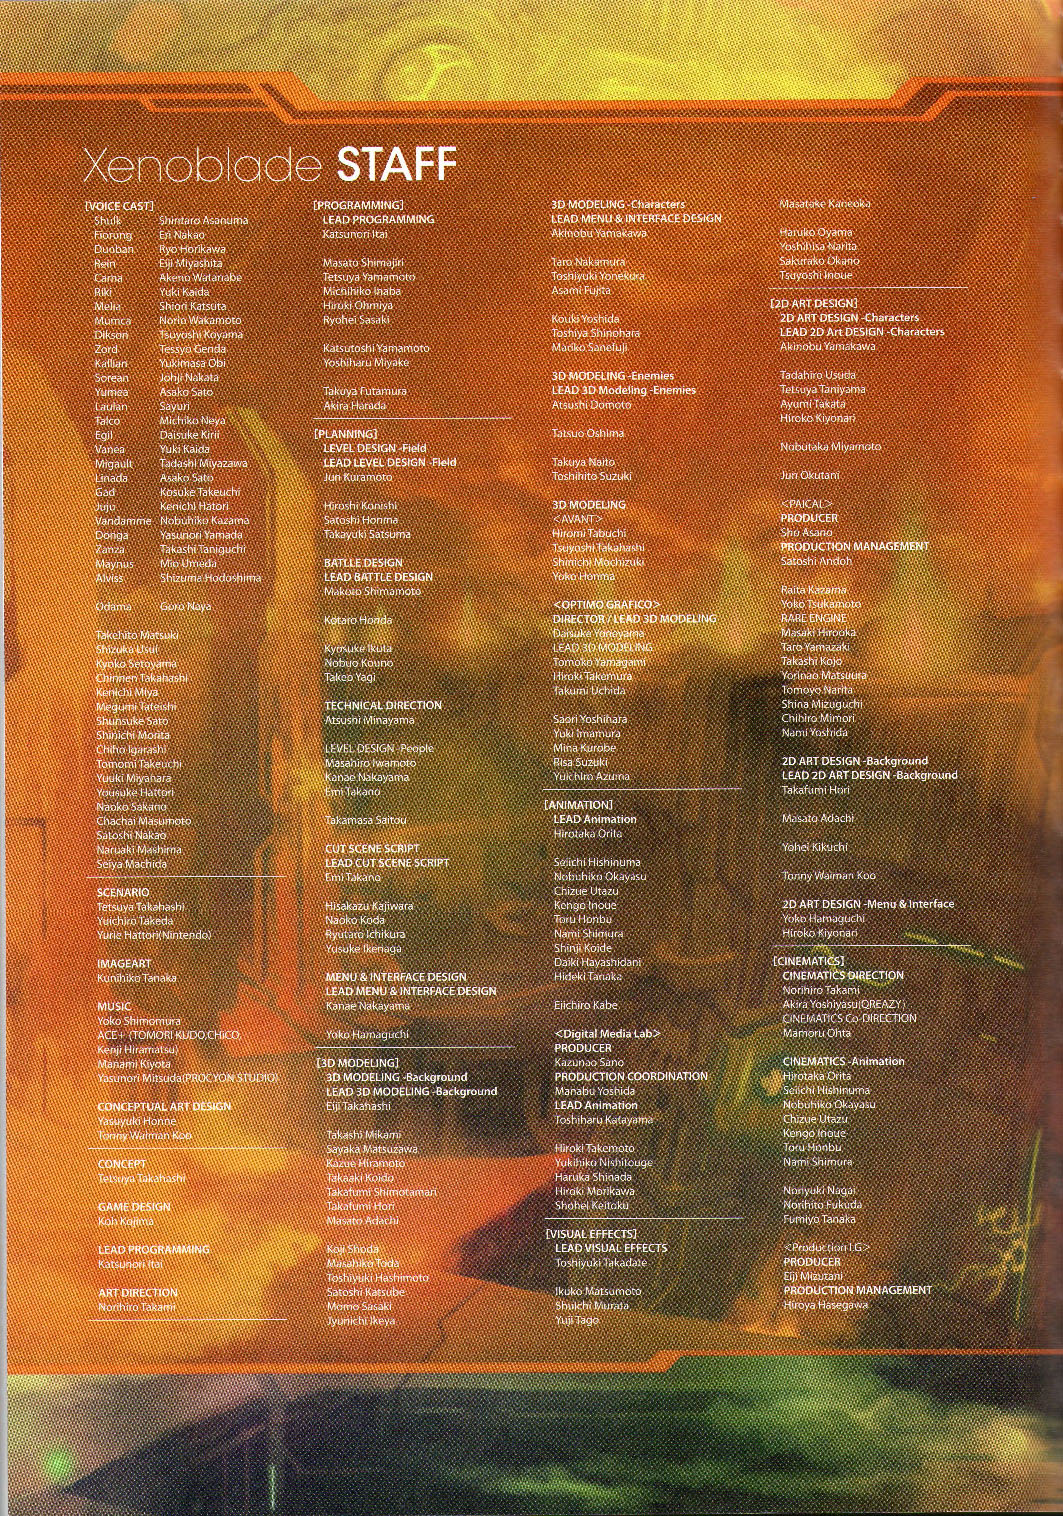 Xenoblade STAFF
[VOICE CAST]
Shulk Shintaro Asanuma
Fiorung Eri Nakao
Dunban Ryo Horikawa
Rein Eiji Miyashita
Carna Akeno Watanabe
Riki Yuki Kaida
Melia Shiori Katsuta
Mumca Norio Wakamoto
Dikson Tsuyoshi Koyama
Zord Tessyo Genda
Kallian Yukimasa Obi
Sorean Johji Nakata
Yumea Asako Sato
Laulan Sayuri
Talco Michiko Neya
Egil Daisuke Kirii
Vanea Yuki Kaida
Migault Tadashi Miyazawa
Linada Asako Sato
Gad Kosuke Takeuchi
Juju Kenichi Hatori
Vandamme Nobuhiko Kazama
Donga Yasunori Yamada
Zanza Takashi Taniguchi
Maynus Mio Umeda
Alviss Shizuma Hodoshima
Odama Goro Naya
Takehito Matsuki
Shizuka Usui
Kyoko Setoyama
Chinnen Takahashi
Kenichi Miya
Megumi Tateishi
Shunsuke Sato
Shinichi Morita
Chiho Igarashi
Tomomi Takeuchi
Yuuki Miyahara
Yousuke Hattori
Naoko Sakano
Chachai Masumoto
Satoshi Nakao
Naruaki Mashima
Seiya Machida
SCENARIO
Tetsuya Takahashi
Yuichiro Takeda
Yurie Hattori(Nintendo)
IMAGEART
Kunihiko Tanaka
MUSIC
Yoko Shimomura
ACE+ (TOMORI KUDO,CHiCO,
Kenji Hiramatsu)
Manami Kiyota
Yasunori Mitsuda(PROCYON STUDIO)
CONCEPTUAL ART DESIGN
Yasuyuki Honne
Tonny Waiman Koo
CONCEPT
Tetsuya Takahashi
GAME DESIGN
Koh Kojima
LEAD PROGRAMMING
Katsunori Itai
ART DIRECTION
Norihiro Takami
[PROGRAMMING]
LEAD PROGRAMMING
Katsunori Itai
Masato Shimajiri
Tetsuya Yamamoto
Michihiko Inaba
Hiruki Ohmiya
Ryohei Sasaki
Katsutoshi Yamamoto
Yoshiharu Miyake
Takuya Futamura
Akira Harada
[PLANNING]
LEVEL DESIGN -Field
LEAD LEVEL DESIGN -Field
Jun Kuramoto
Hiroshi Konishi
Satoshi Honma
Takayuki Satsuma
BATLLE DESIGN
LEAD BATTLE DESIGN
Makoto Shimamoto
Kotaro Honda
Kyosuke Ikuta
Nobuo Kouno
Takeo Yagi
TECHNICAL DIRECTION
Atsushi Minayama
LEVEL DESIGN -People
Masahiro Iwamoto
Kanae Nakayama
Emi Takano
Takamasa Saitou
CUT SCENE SCRIPT
LEAD CUT SCENE SCRIPT
Emi Takano
Hisakazu Kajiwara
Naoko Koda
Ryutaro Ichikura
Yusuke Ikenaga
MENU & INTERFACE DESIGN
LEAD MENU & INTERFACE DESIGN
Kanae Nakayama
Yoko Hamaguchi
[3D MODELING]
3D MODELING -Background
LEAD 3D MODELING -Background
Eiji Takahashi
Takashi Mikami
Sayaka Matsuzawa
Kazue Hiramoto
Takaaki Koido
Takafumi Shimotamari
Takafumi Hori
Masato Adachi
Koji Shoda
Masahiko Toda
Toshiyuki Hashimoto
Satoshi Katsube
Momo Sasaki
Jyunichi Ikeya
3D MODELING -Characters
LEAD MENU & INTERFACE DESIGN
Akinobu Yamakawa
Taro Nakamura
Toshiyuki Yonekura
Asami Fujita
Kouki Yoshida
Toshiya Shinohara
Maoko Sanefuji
3D MODELING -Enemies
LEAD 3D Modeling -Enemies
Atsushi Domoto
Tatsuo Oshima
Takuya Naito
Toshihito Suzuki
3D MODELING
<AVANT>
Hiromi Tabuchi
Tsuyoshi Takahashi
Shinichi Mochizuki
Yoko Honma
<OPTIMO GRAFICO>
DIRECTOR / LEAD 3D MODELING
Daisuke Yoneyama
LEAD 3D MODELING
Tomoko Yamagami
Hiroki Takemura
Takumi Uchida
Saori Yoshihara
Yuki Imamura
Mina Kurobe
Risa Suzuki
Yuichiro Azuma
[ANIMATION]
LEAD Animation
Hirotaka Orita
Seiichi Hishinuma
Nobuhiko Okayasu
Chizue Utazu
Kengo Inoue
Toru Honbu
Nami Shimura
Shinji Koide
Daiki Hayashidani
Hideki Tanaka
Eiichiro Kabe
<Digital Media Lab>
PRODUCER
Kazunao Sano
PRODUCTION COORDINATION
Manabu Yoshida
LEAD Animation
Toshiharu Katayama
Hiroki Takemoto
Yukihiko Nishitouge
Haruka Shinada
Hiroki Morikawa
Shohei Keitoku
[VISUAL EFFECTS]
LEAD VISUAL EFFECTS
Toshiyuki Takadate
Ikuko Matsumoto
Shuichi Murata
Yuji Tago
Masatake Kaneoka
Haruko Oyama
Yoshihisa Narita
Sakurako Okano
Tsuyoshi Inoue
[2D ART DESIGN]
2D ART DESIGN -Characters
LEAD 2D Art DESIGN -Characters
Akinobu Yamakawa
Tadahiro Usuda
Tetsuya Taniyama
Ayumi Takata
Hiroko Kiyonari
Nobutaka Miyamoto
Juri Okutani
<PAICAL>
PRODUCER
Sho Asano
PRODUCTION MANAGEMENT
Satoshi Andoh
Raita Kazama
Yoko Tsukamoto
RARE ENGINE
Masaki Hirooka
Taro Yamazaki
Takashi Kojo
Yorinao Matsuura
Tomoyo Narita
Shina Mizuguchi
Chihiro Mimori
Nami Yoshida
2D ART DESIGN -Background
LEAD 2D ART DESIGN -Background
Takafumi Hori
Masato Adachi
Yohei Kikuchi
Tonny Waiman Koo
2D ART DESIGN -Menu & Interface
Yoko Hamaguchi
Hiroko Kiyonari
[CINEMATICS]
CINEMATICS DIRECTION
Norihiro Takami
Akira Yoshiyasu(QREAZY)
CiNEMATICS Co-DIRECTION
Mamoru Ohta
CINEMATICS -Animation
Hirotaka Orita
Seiichi Hishinuma
Nobuhiko Okayasu
Chizue Utazu
Kengo Inoue
Toru Honbu
Nami Shimura
Noriyuki Nagai
Norihito Fukuda
Fumiyo Tanaka
<Production I.G>
PRODUCER
Eiji Mizutani
PRODUCTION MANAGEMENT
Hiroya Hasegawa